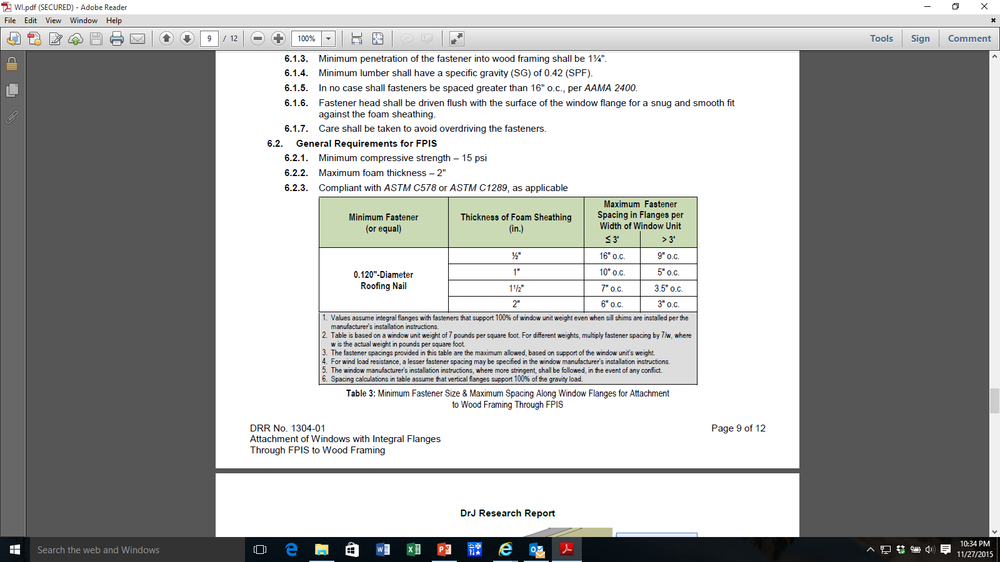 WI.pdf (SECURED) - Adobe Reader
File Edit View Window Help
9 / 12 100% Tools Sign Comment
6.1.3. Minimum penetration of the fastener into wood framing shall be 1¼".
6.1.4. Minimum lumber shall have a specific gravity (SG) of 0.42 (SPF).
6.1.5. In no case shall fasteners be spaced greater than 16" o.c., per AAMA 2400.
6.1.6. Fastener head shall be driven flush with the surface of the window flange for a snug and smooth fit
against the foam sheathing.
6.1.7. Care shall be taken to avoid overdriving the fasteners.
6.2. General Requirements for FPIS
6.2.1. Minimum compressive strength – 15 psi
6.2.2. Maximum foam thickness – 2"
6.2.3. Compliant with ASTM C578 or ASTM C1289, as applicable
Minimum Fastener
(or equal)
Thickness of Foam Sheathing
(in.)
Maximum Fastener
Spacing in Flanges per
Width of Window Unit
≤ 3' > 3'
0.120"-Diameter
Roofing Nail
½" 16" o.c. 9" o.c.
1" 10" o.c. 5" o.c.
1 1/2" 7" o.c. 3.5" o.c.
2" 6" o.c. 3" o.c.
1. Values assume integral flanges with fasteners that support 100% of window unit weight even when sill shims are installed per the
manufacturer's installation instructions.
2. Table is based on a window unit weight of 7 pounds per square foot. For different weights, multiply fastener spacing by 7/w, where
w is the actual weight in pounds per square foot.
3. The fastener spacings provided in this table are the maximum allowed, based on support of the window unit's weight.
4. For wind load resistance, a lesser fastener spacing may be specified in the window manufacturer's installation instructions.
5. The window manufacturer's installation instructions, where more stringent, shall be followed, in the event of any conflict.
6. Spacing calculations in table assume that vertical flanges support 100% of the gravity load.
Table 3: Minimum Fastener Size & Maximum Spacing Along Window Flanges for Attachment
to Wood Framing Through FPIS
DRR No. 1304-01 Page 9 of 12
Attachment of Windows with Integral Flanges
Through FPIS to Wood Framing
DrJ Research Report
Search the web and Windows
10:34 PM
11/27/2015